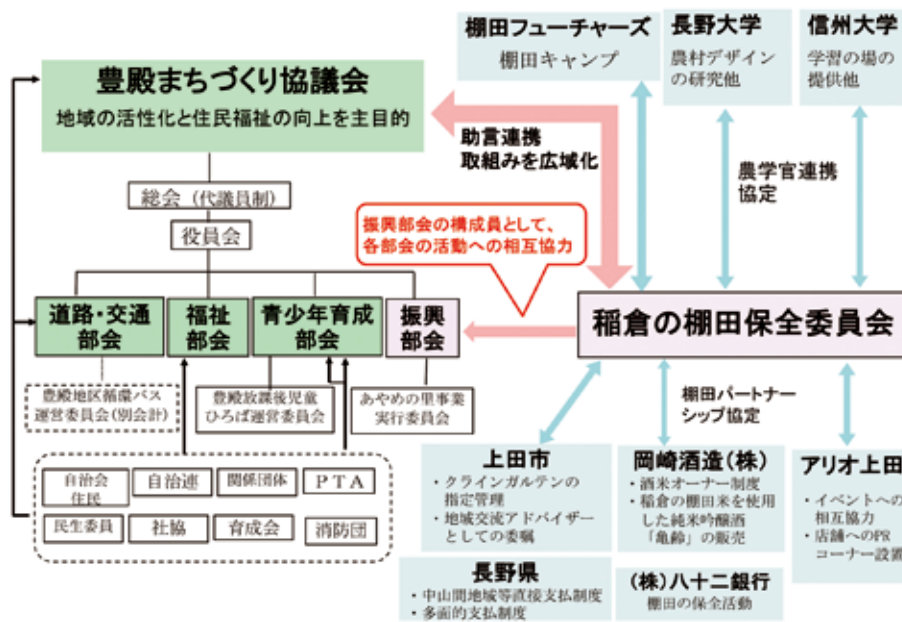 豊殿まちづくり協議会
地域の活性化と住民福祉の向上を主目的
総会（代議員制）
役員会
道路・交通
部会
福祉
部会
青少年育成
部会
振興
部会
豊殿地区循環バス
運営委員会(別会計)
豊殿放課後児童
ひろば運営委員会
あやめの里事業
実行委員会
自治会
住民
自治連
関係団体
PTA
民生委員
社協
育成会
消防団
助言連携
取組みを広域化
振興部会の構成員として、
各部会の活動への相互協力
棚田フューチャーズ
棚田キャンプ
長野大学
農村デザイン
の研究他
信州大学
学習の場の
提供他
農学官連携
協定
稲倉の棚田保全委員会
棚田パートナー
シップ協定
上田市
・クラインガルテンの
指定管理
・地域交流アドバイザー
としての委嘱
岡崎酒造(株)
・酒米オーナー制度
・稲倉の棚田米を使用
した純米吟醸酒
「亀齢」の販売
アリオ上田
・イベントへの
相互協力
・店舗へのPR
コーナー設置
長野県
・中山間地域等直接支払制度
・多面的支払制度
(株)八十二銀行
棚田の保全活動